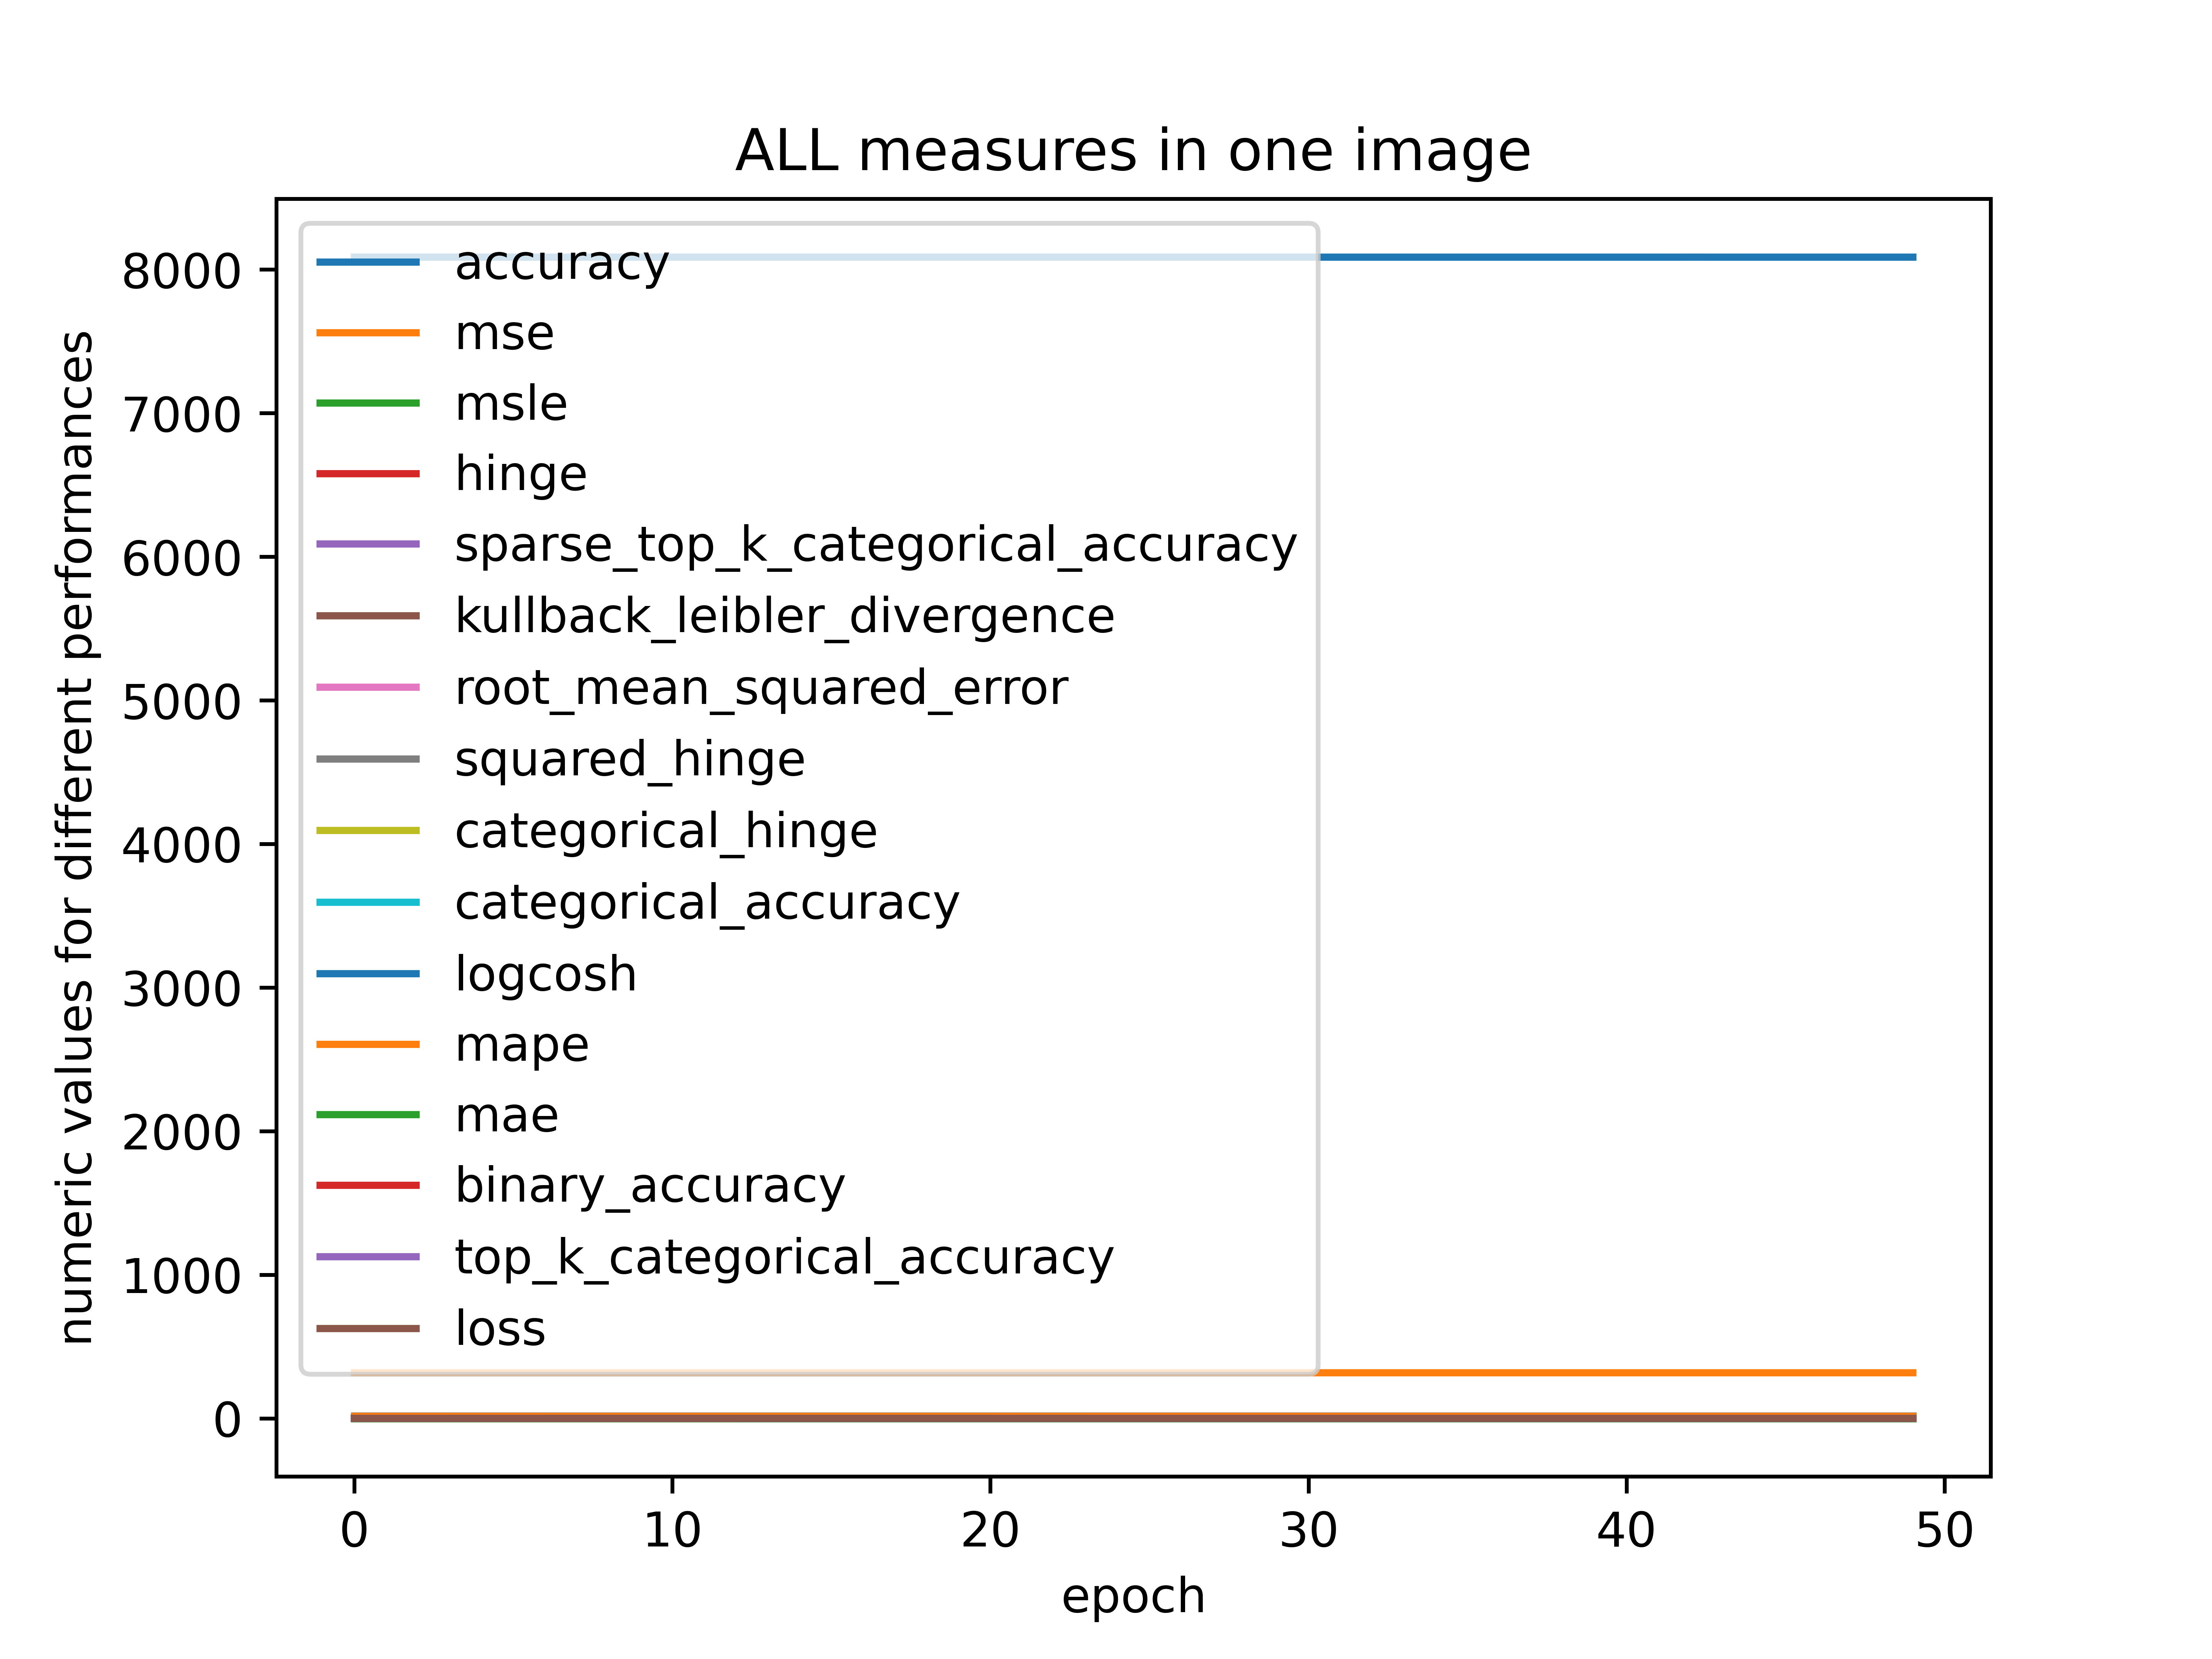 ALL measures in one image
numeric values for different performances
8000
7000
6000
5000
4000
3000
2000
1000
0
accuracy
mse
msle
hinge
sparse_top_k_categorical_accuracy
kullback_leibler_divergence
root_mean_squared_error
squared_hinge
categorical_hinge
categorical_accuracy
logcosh
mape
mae
binary_accuracy
top_k_categorical_accuracy
loss
0 10 20 30 40 50
epoch